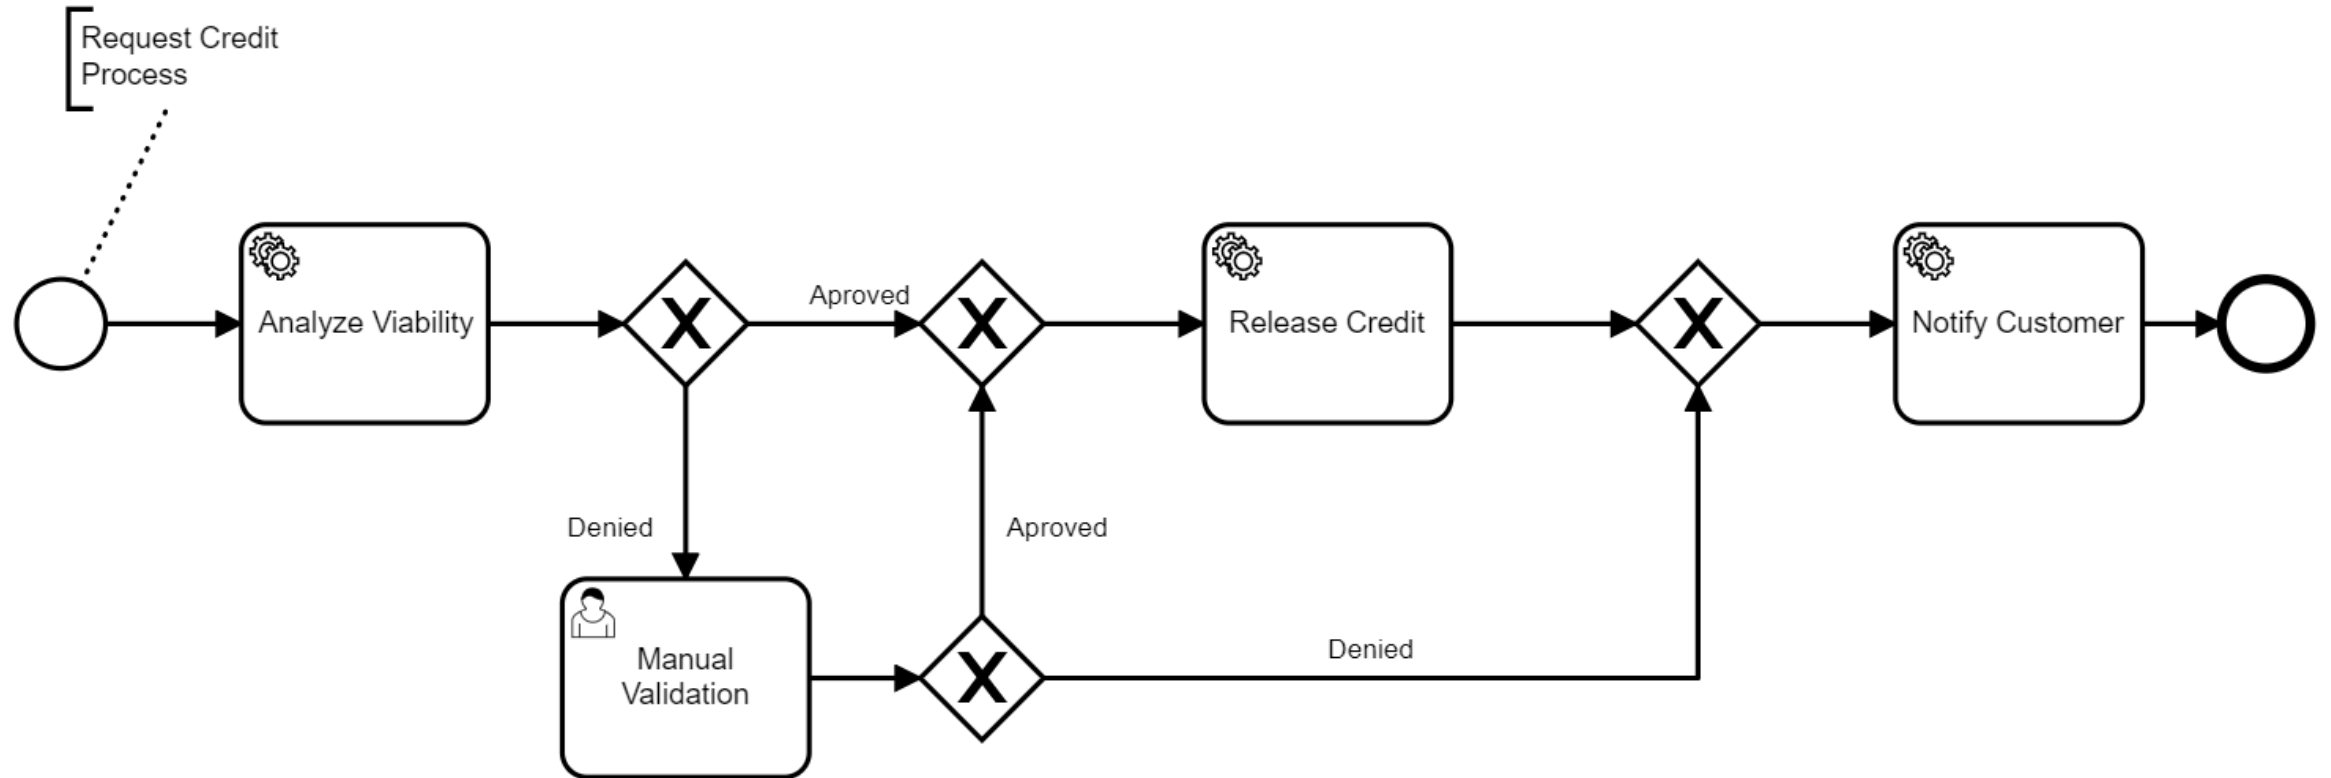 Request Credit
Process
Analyze Viability
Aproved
Release Credit
Notify Customer
Denied
Aproved
Manual
Validation
Denied